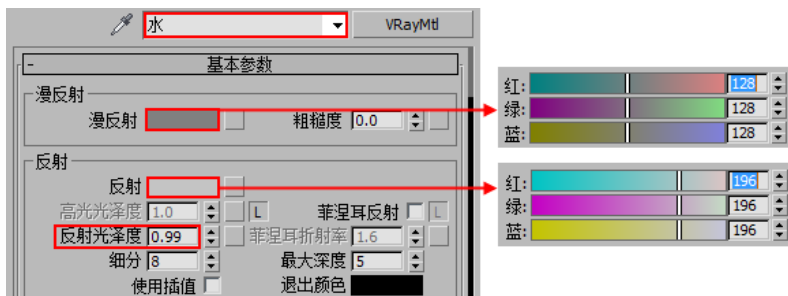 水 VRayMtl
- 基本参数
漫反射
漫反射 粗糙度 0.0
反射
反射
高光光泽度 1.0 L 菲涅耳反射 L
反射光泽度 0.99 菲涅耳折射率 1.6
细分 8 最大深度 5
使用插值 退出颜色
红: 128
绿: 128
蓝: 128
红: 196
绿: 196
蓝: 196